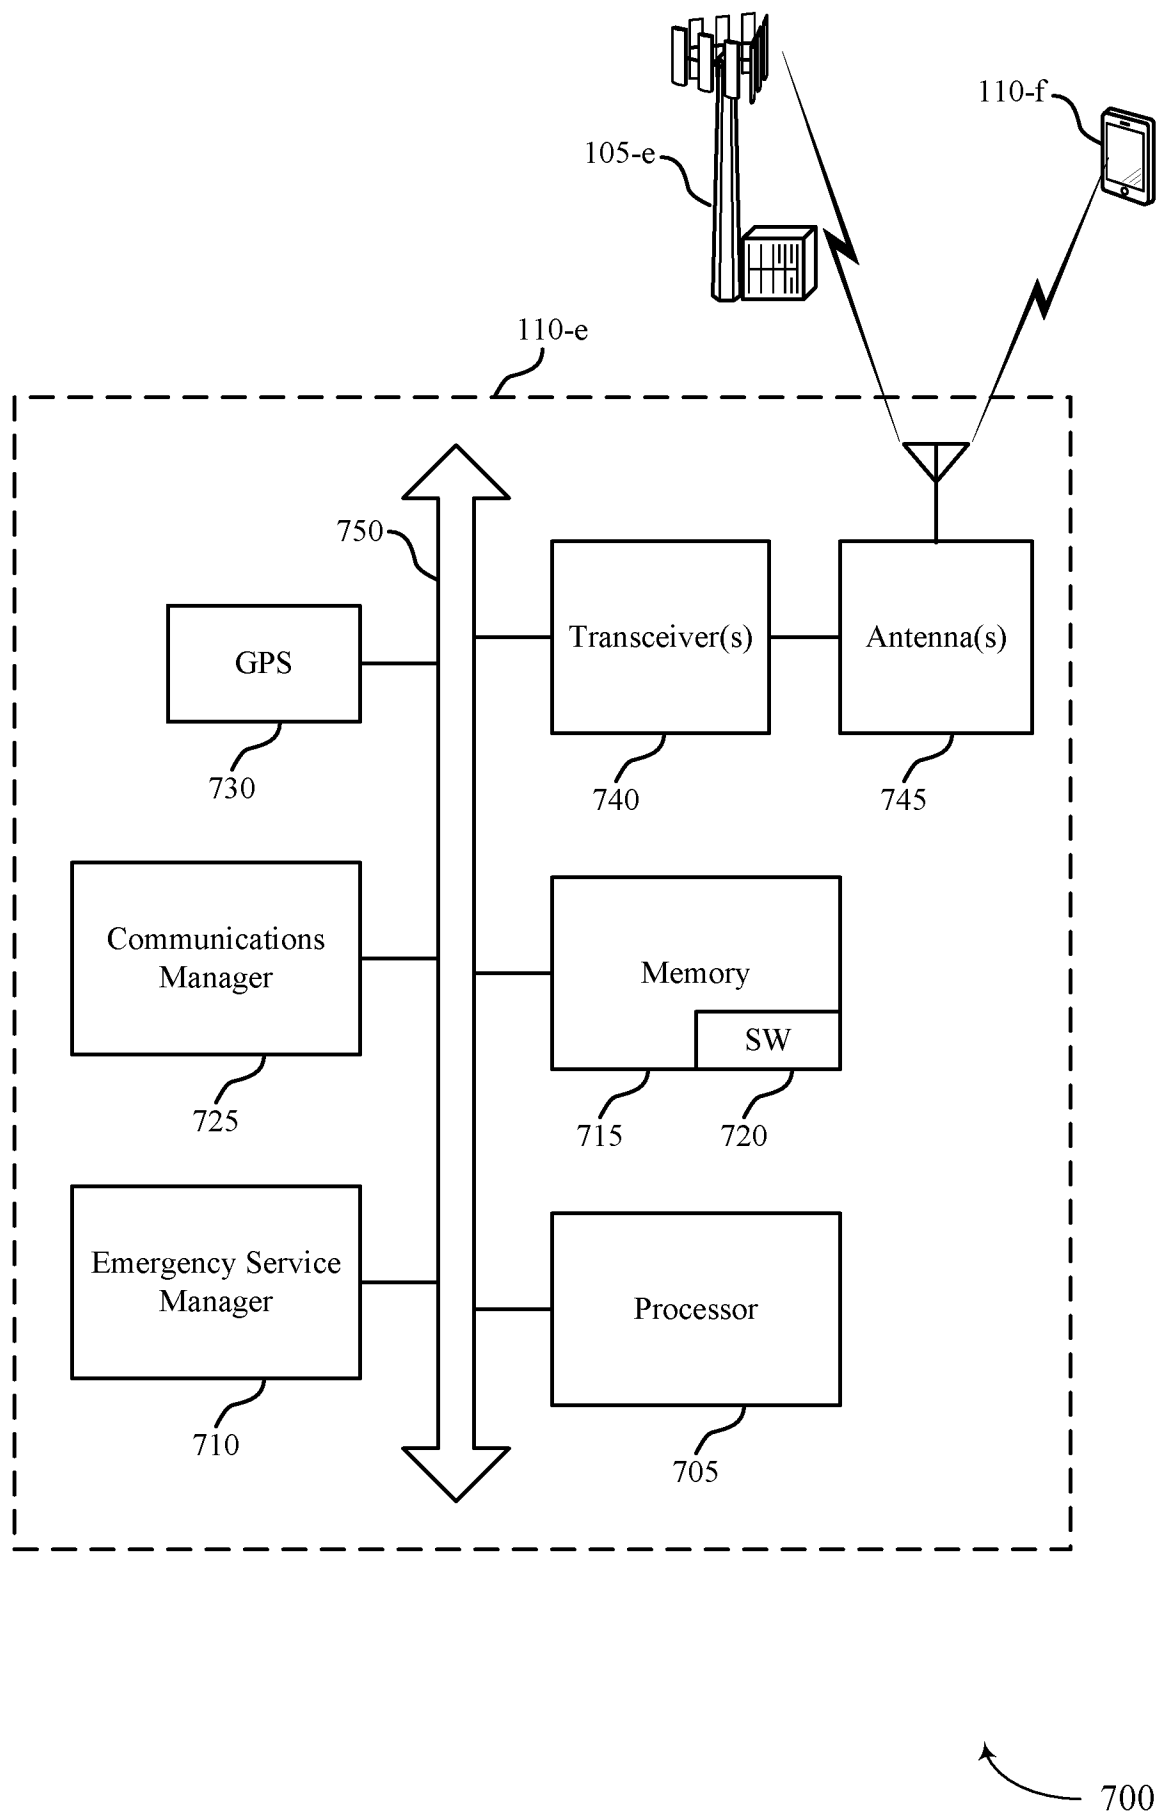 110-f
105-e
110-e
750
GPS
730
Transceiver(s)
740
Antenna(s)
745
Communications
Manager
725
Memory
SW
715
720
Emergency Service
Manager
710
Processor
705
700